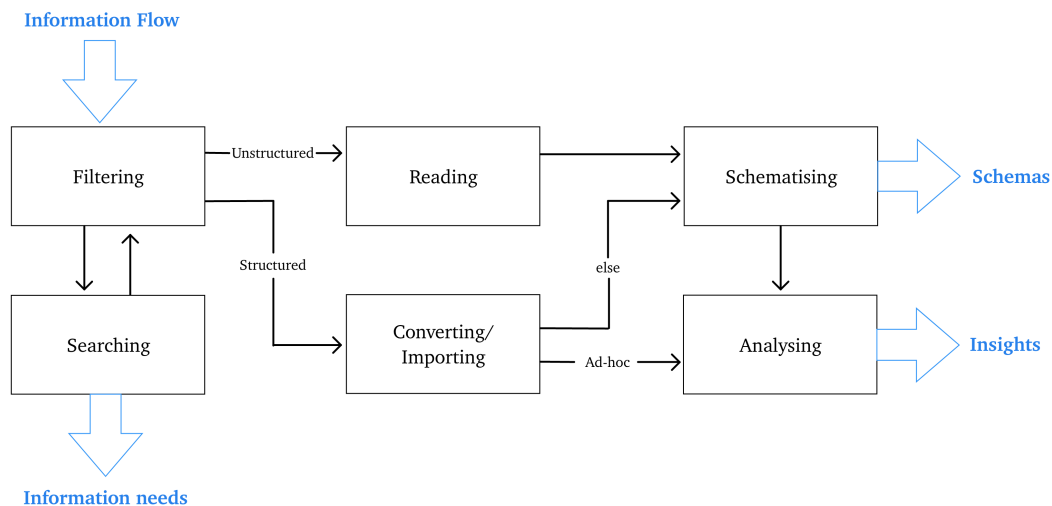 Information Flow
Filtering
Unstructured
Reading
Schematising
Schemas
Structured
else
Searching
Converting/
Importing
Ad-hoc
Analysing
Insights
Information needs